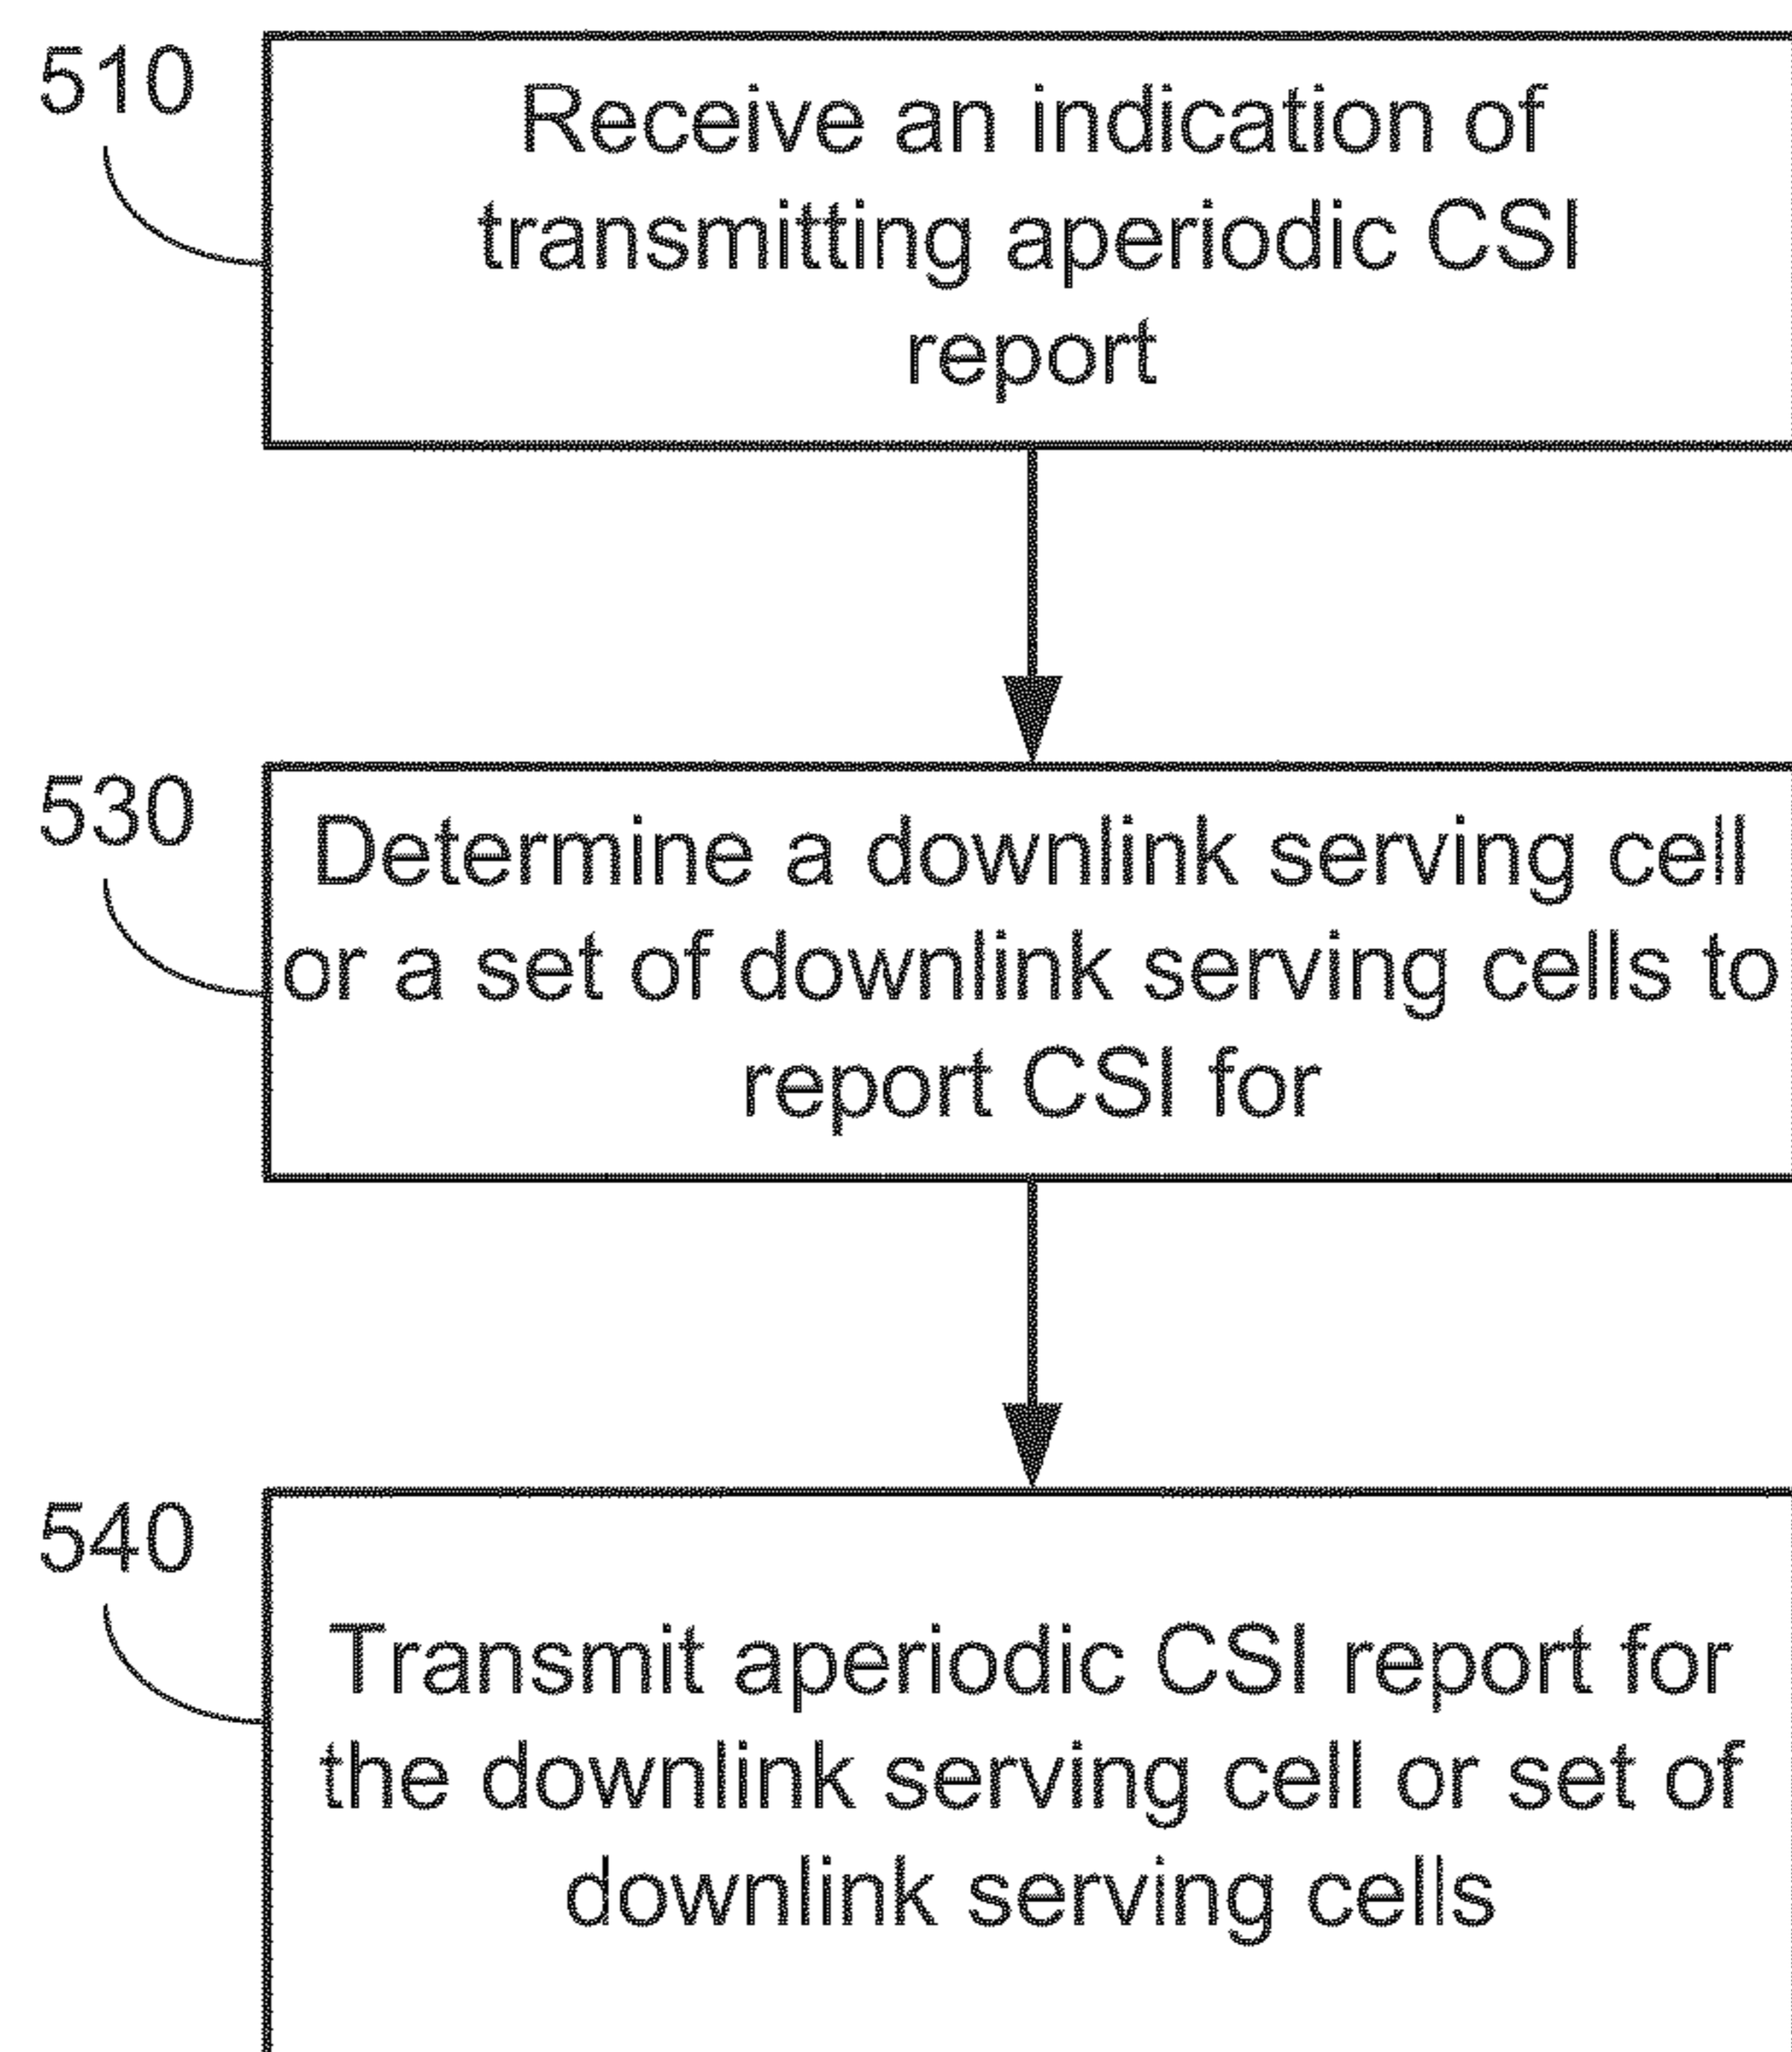 510
Receive an indication of
transmitting aperiodic CSI
report
530
Determine a downlink serving cell
or a set of downlink serving cells to
report CSI for
540
Transmit aperiodic CSI report for
the downlink serving cell or set of
downlink serving cells